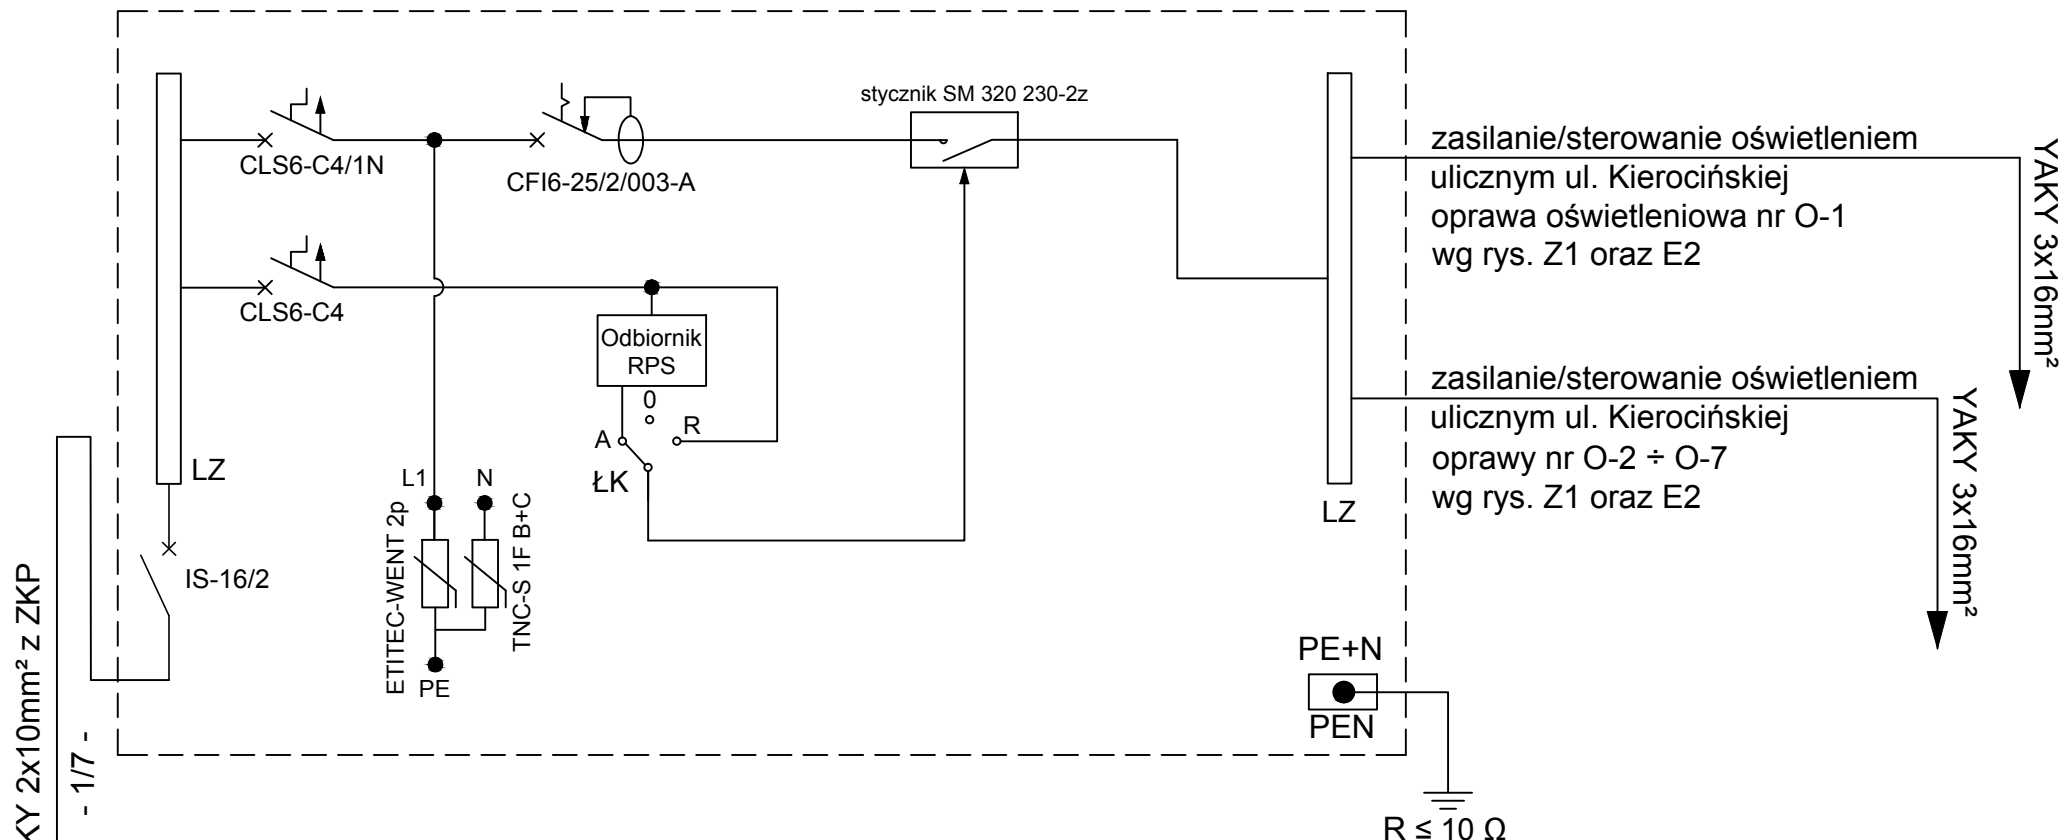 stycznik SM 320 230-2z
CLS6-C4/1N
CFI6-25/2/003-A
CLS6-C4
Odbiornik
RPS
0
A
R
ŁK
LZ
IS-16/2
L1
N
ETITEC-WENT 2p
TNC-S 1F B+C
PE
LZ
zasilanie/sterowanie oświetleniem
ulicznym ul. Kierocińskiej
oprawa oświetleniowa nr O-1
wg rys. Z1 oraz E2
YAKY 3x16mm²
zasilanie/sterowanie oświetleniem
ulicznym ul. Kierocińskiej
oprawy nr O-2 ÷ O-7
wg rys. Z1 oraz E2
YAKY 3x16mm²
PE+N
PEN
R ≤ 10 Ω
2x10mm² z ZKP
- 1/7 -